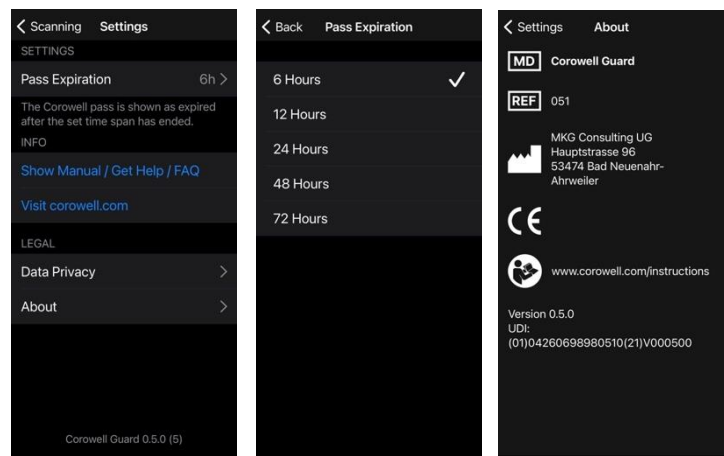 Scanning Settings
SETTINGS
Pass Expiration 6h
The Corowell pass is shown as expired
after the set time span has ended.
INFO
Show Manual / Get Help / FAQ
Visit corowell.com
LEGAL
Data Privacy
About
Corowell Guard 0.5.0 (5)
Back Pass Expiration
6 Hours
12 Hours
24 Hours
48 Hours
72 Hours
Settings About
MD Corowell Guard
REF 051
MKG Consulting UG
Hauptstrasse 96
53474 Bad Neuenahr-
Ahrweiler
CE
www.corowell.com/instructions
Version 0.5.0
UDI:
(01)04260698980510(21)V000500